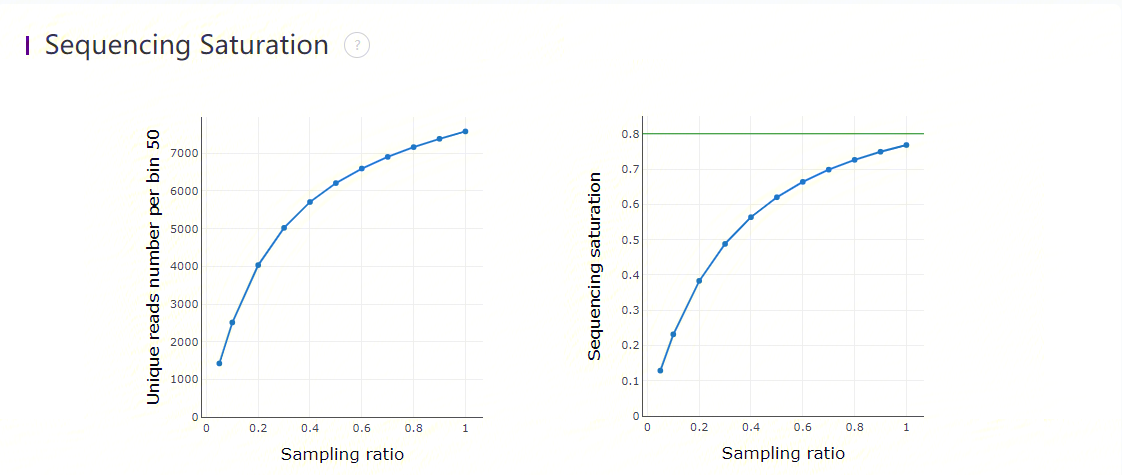 Sequencing Saturation ?
Unique reads number per bin 50
7000
6000
5000
4000
3000
2000
1000
0
0 0.2 0.4 0.6 0.8 1
Sampling ratio
Sequencing saturation
0.8
0.7
0.6
0.5
0.4
0.3
0.2
0.1
0
0 0.2 0.4 0.6 0.8 1
Sampling ratio